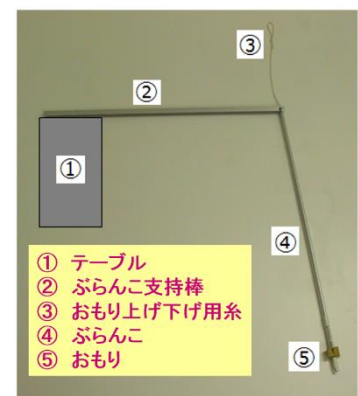 ③
②
①
④
⑤
① テーブル
② ぶらんこ支持棒
③ おもり上げ下げ用糸
④ ぶらんこ
⑤ おもり